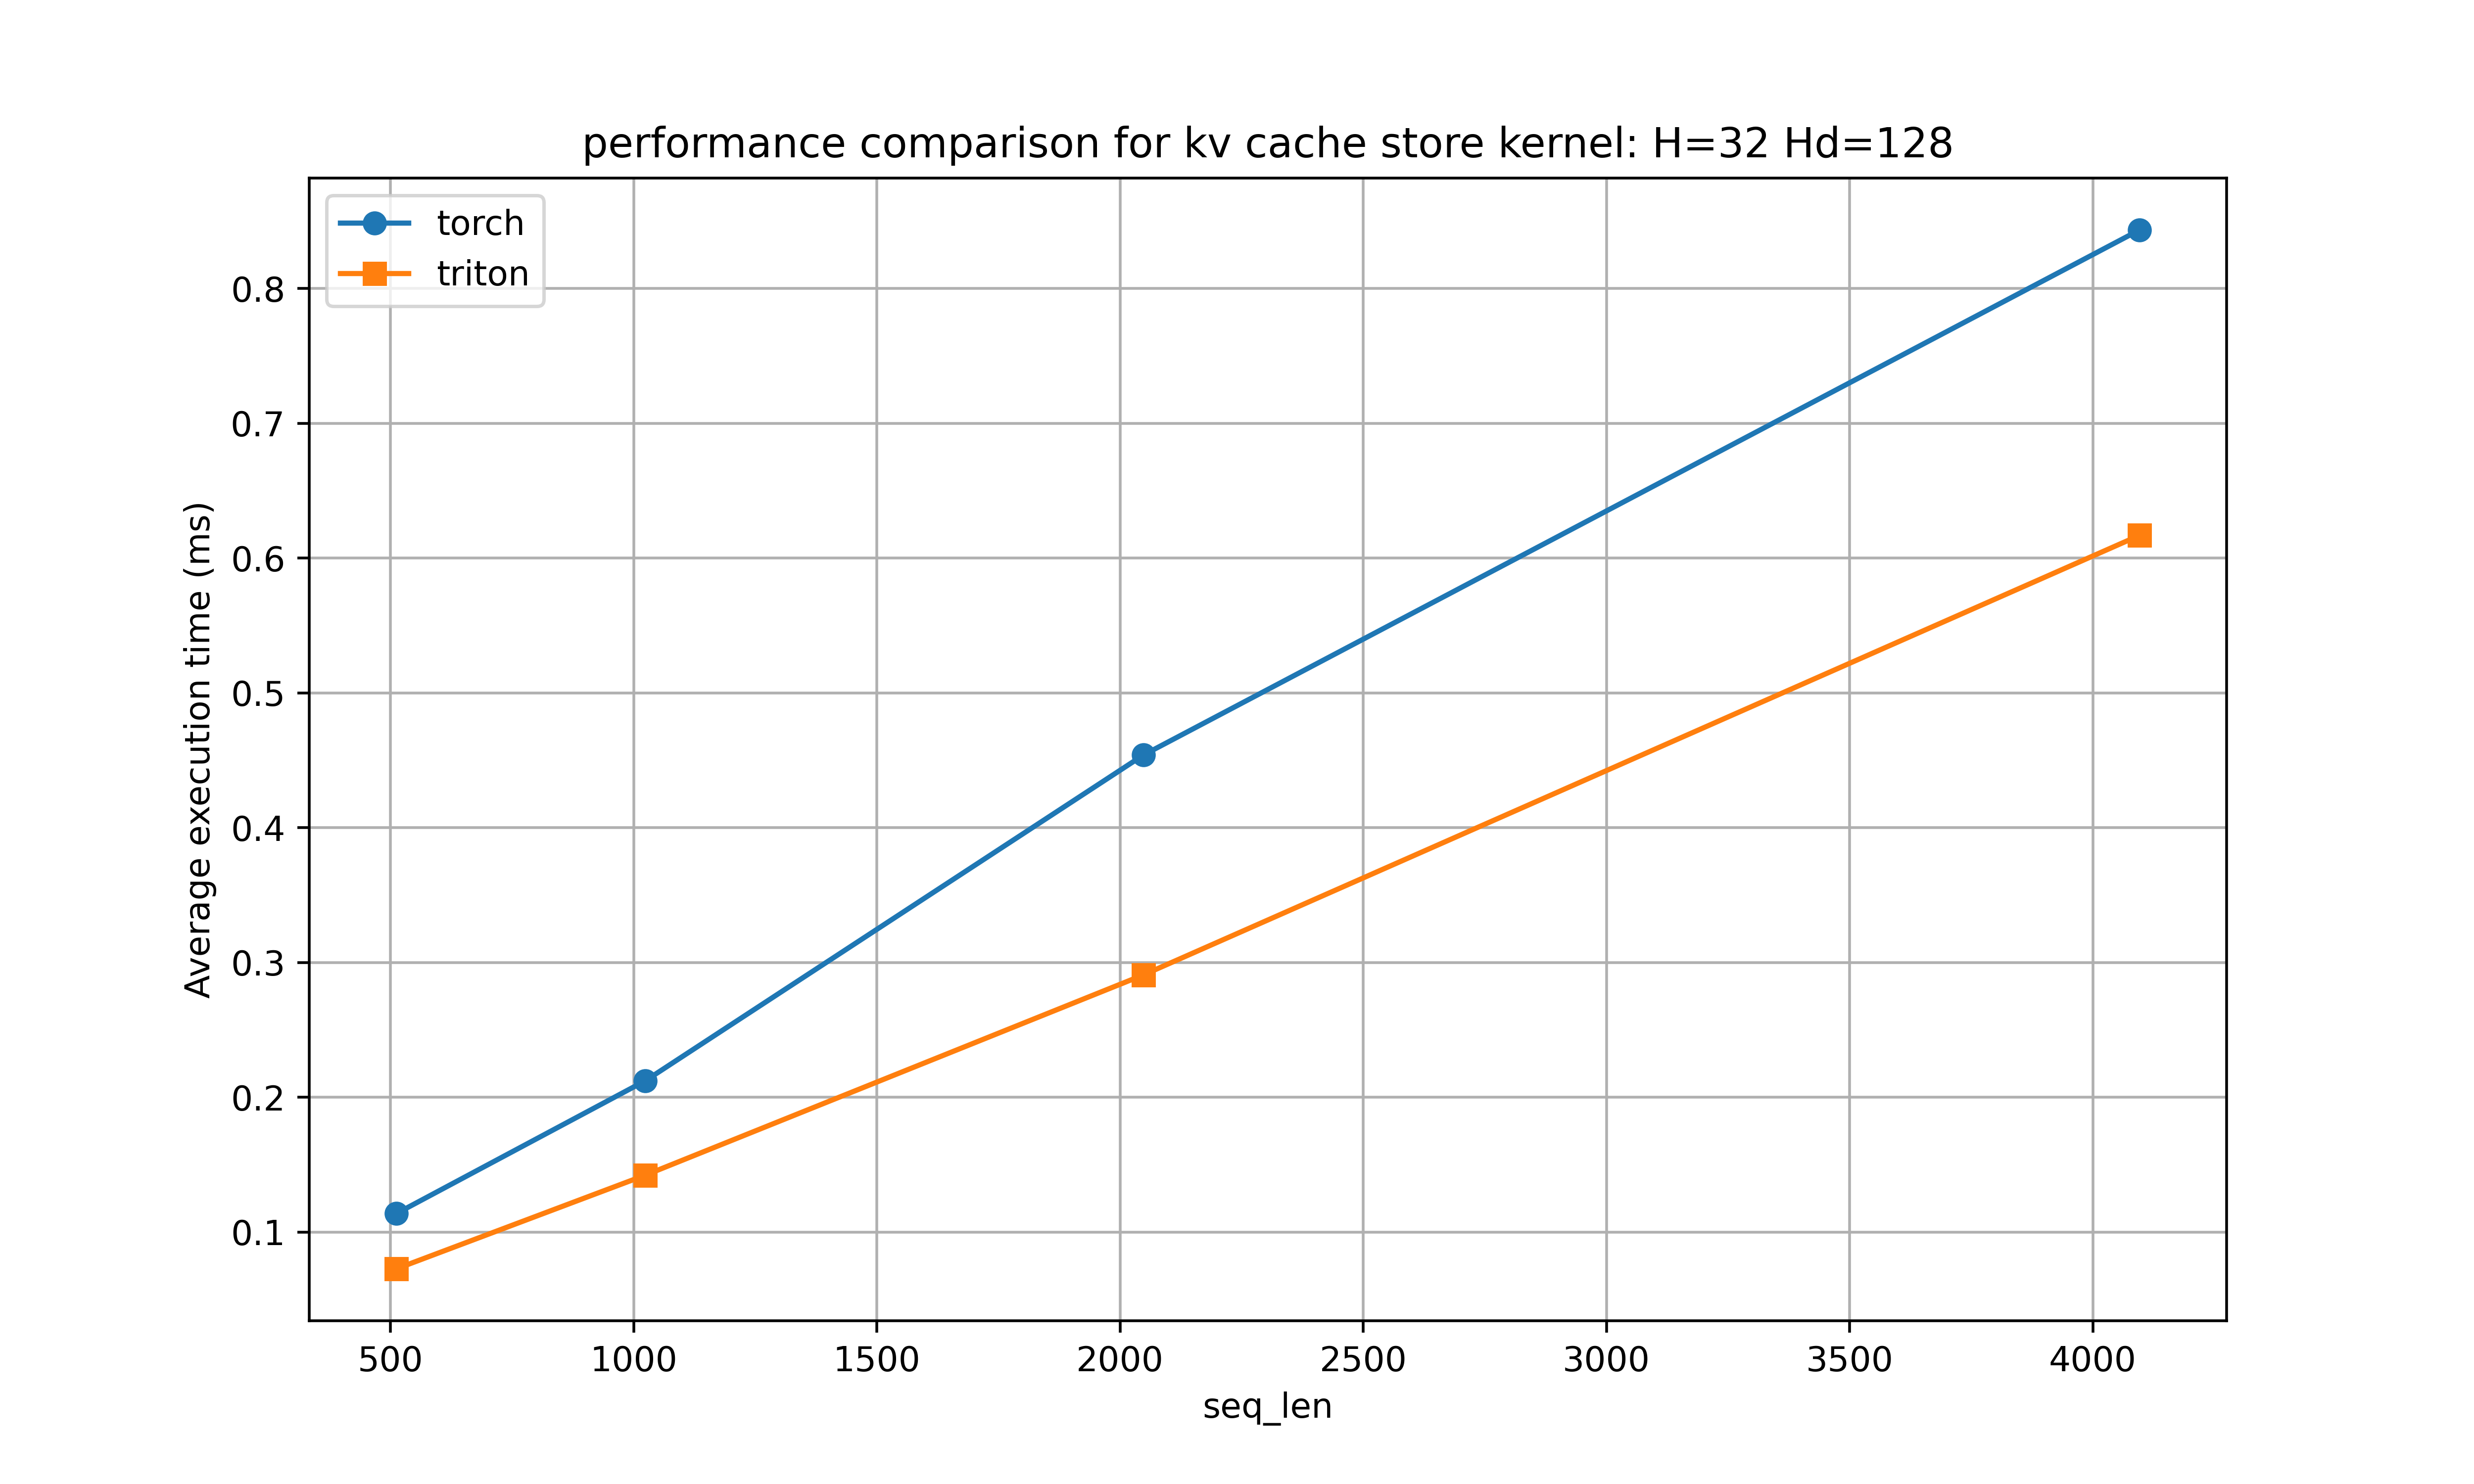 performance comparison for kv cache store kernel: H=32 Hd=128
torch
triton
Average execution time (ms)
0.8
0.7
0.6
0.5
0.4
0.3
0.2
0.1
500 1000 1500 2000 2500 3000 3500 4000
seq_len